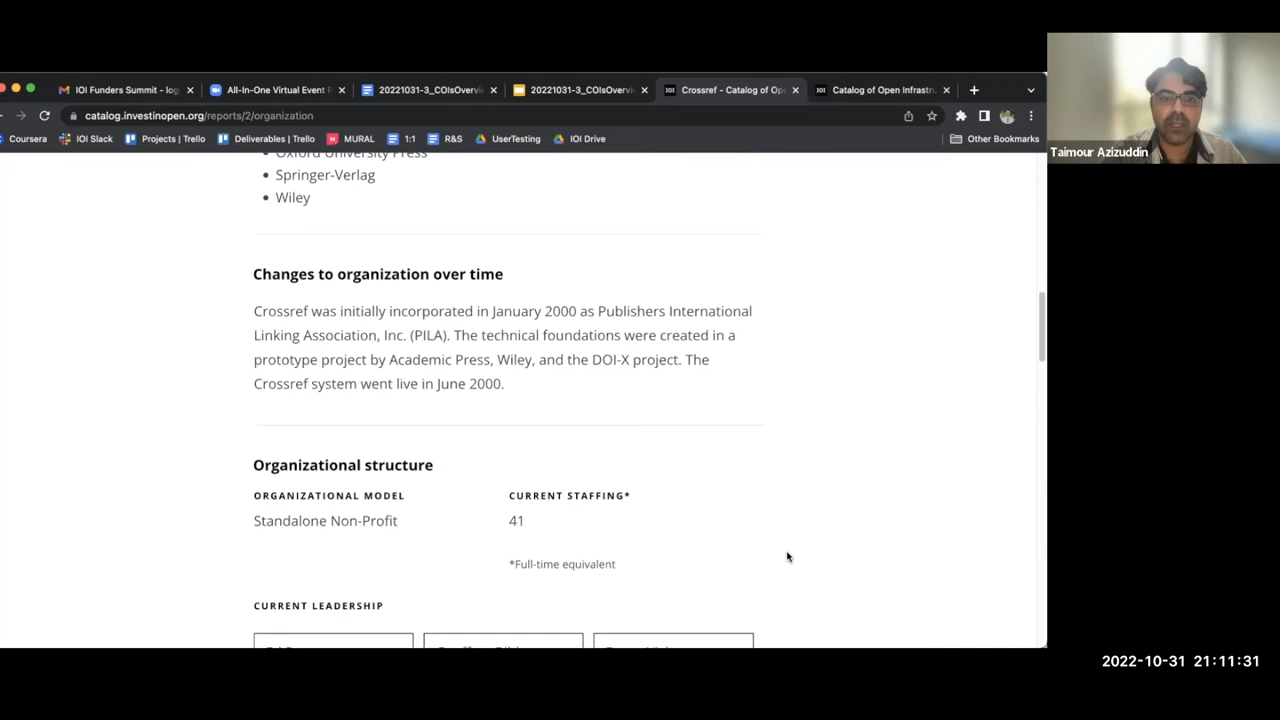 IOI Funders Summit - log
All-In-One Virtual Event P
20221031-3_COIsOvervi
20221031-3_COIsOvervi
Crossref - Catalog of Ope
Catalog of Open Infrastru
catalog.investinopen.org/reports/2/organization
Coursera
IOI Slack
Projects | Trello
Deliverables | Trello
MURAL
1:1
R&S
UserTesting
IOI Drive
Other Bookmarks
Taimour Azizuddin
Oxford University Press
Springer-Verlag
Wiley
Changes to organization over time
Crossref was initially incorporated in January 2000 as Publishers International
Linking Association, Inc. (PILA). The technical foundations were created in a
prototype project by Academic Press, Wiley, and the DOI-X project. The
Crossref system went live in June 2000.
Organizational structure
ORGANIZATIONAL MODEL
CURRENT STAFFING*
Standalone Non-Profit
41
*Full-time equivalent
CURRENT LEADERSHIP
2022-10-31 21:11:31